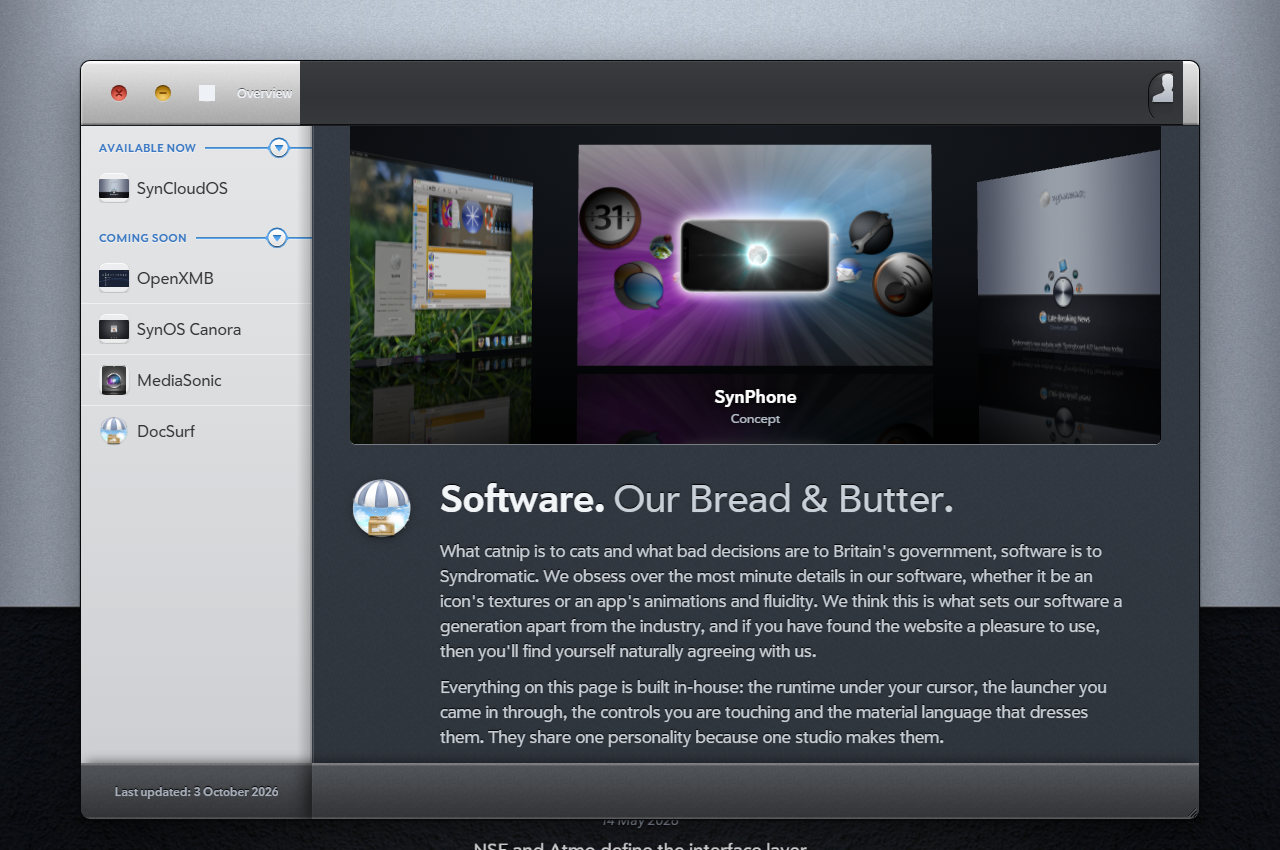 Overview
AVAILABLE NOW
SynCloudOS
COMING SOON
OpenXMB
SynOS Canora
MediaSonic
DocSurf
31
Late-Breaking News
SynPhone
Concept
Software. Our Bread & Butter.
What catnip is to cats and what bad decisions are to Britain's government, software is to
Syndromatic. We obsess over the most minute details in our software, whether it be an
icon's textures or an app's animations and fluidity. We think this is what sets our software a
generation apart from the industry, and if you have found the website a pleasure to use,
then you'll find yourself naturally agreeing with us.
Everything on this page is built in-house: the runtime under your cursor, the launcher you
came in through, the controls you are touching and the material language that dresses
them. They share one personality because one studio makes them.
Last updated: 3 October 2026
14 May 2026
NSE and Atmo define the interface layer